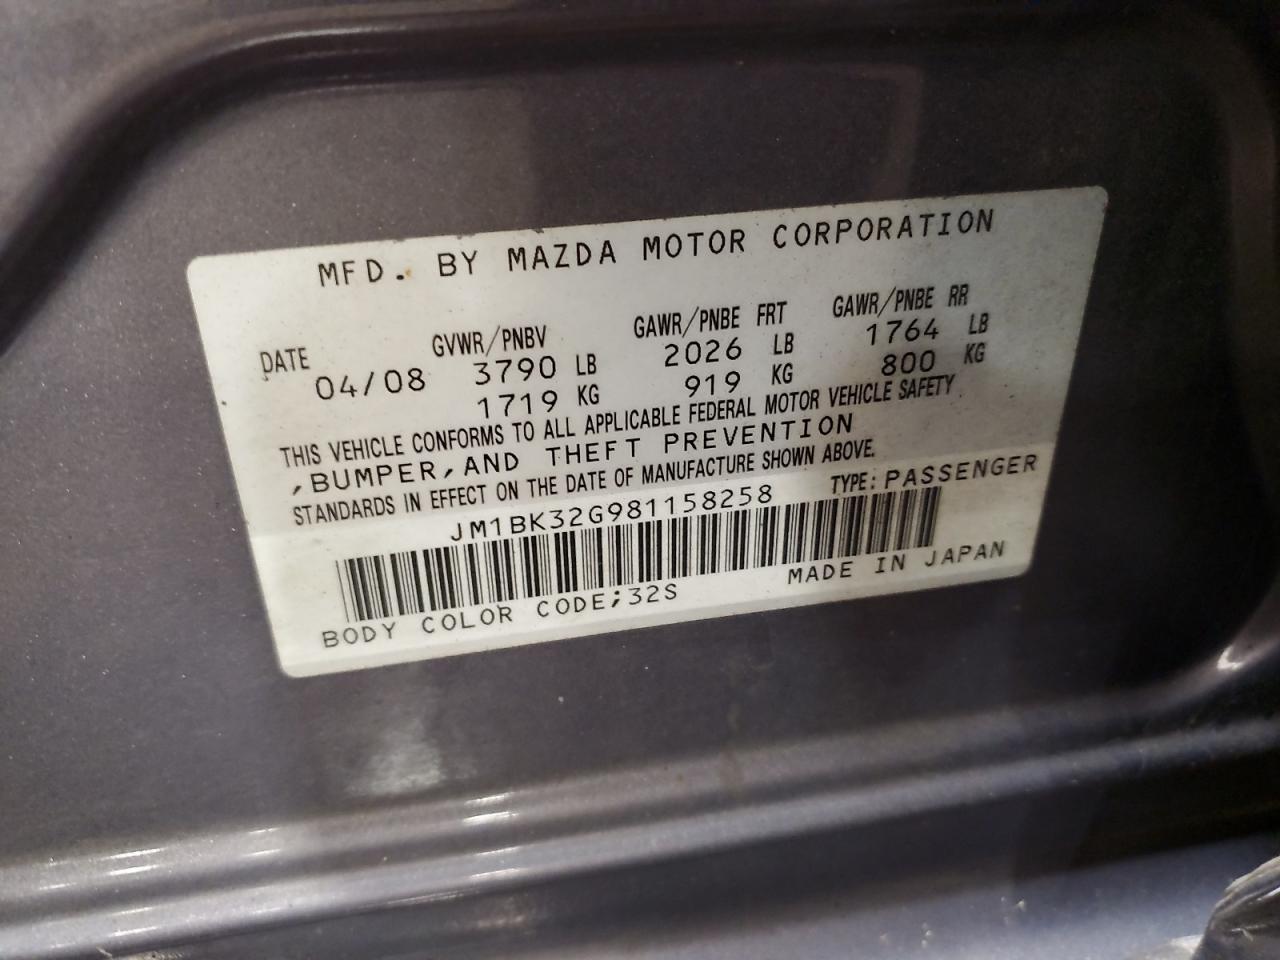 MFD. BY MAZDA MOTOR CORPORATION
DATE GVWR/PNBV GAWR/PNBE FRT GAWR/PNBE RR
04/08 3790 LB 2026 LB 1764 LB
1719 KG 919 KG 800 KG
THIS VEHICLE CONFORMS TO ALL APPLICABLE FEDERAL MOTOR VEHICLE SAFETY
,BUMPER,AND THEFT PREVENTION
STANDARDS IN EFFECT ON THE DATE OF MANUFACTURE SHOWN ABOVE.
JM1BK32G981158258 TYPE: PASSENGER
BODY COLOR CODE;32S MADE IN JAPAN